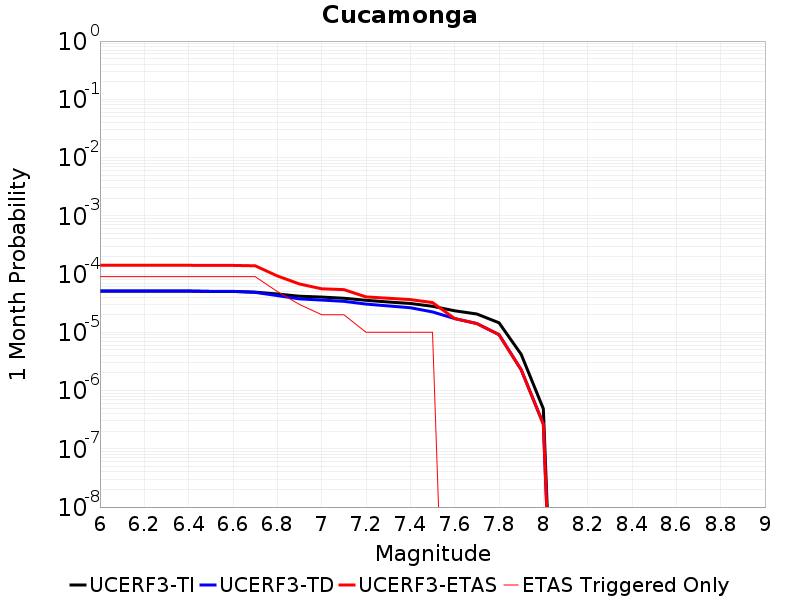 Cucamonga
1 Month Probability
10^0
10^-1
10^-2
10^-3
10^-4
10^-5
10^-6
10^-7
10^-8
6 6.2 6.4 6.6 6.8 7 7.2 7.4 7.6 7.8 8 8.2 8.4 8.6 8.8 9
Magnitude
UCERF3-TI UCERF3-TD UCERF3-ETAS ETAS Triggered Only